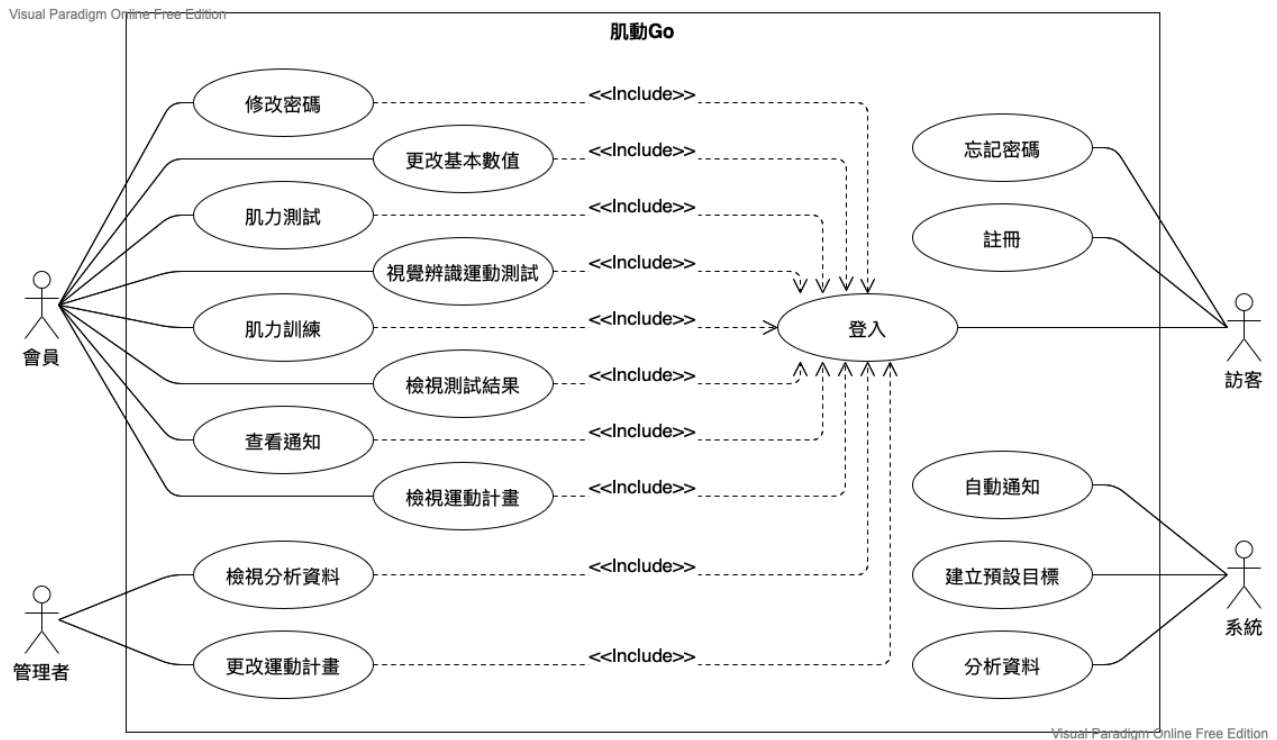 Visual Paradigm Online Free Edition
肌動Go
修改密碼
<<Include>>
更改基本數值
<<Include>>
忘記密碼
肌力測試
<<Include>>
註冊
視覺辨識運動測試
<<Include>>
會員
肌力訓練
<<Include>>
登入
訪客
檢視測試結果
<<Include>>
查看通知
<<Include>>
檢視運動計畫
<<Include>>
自動通知
檢視分析資料
<<Include>>
建立預設目標
系統
管理者
更改運動計畫
<<Include>>
分析資料
Visual Paradigm Online Free Edition